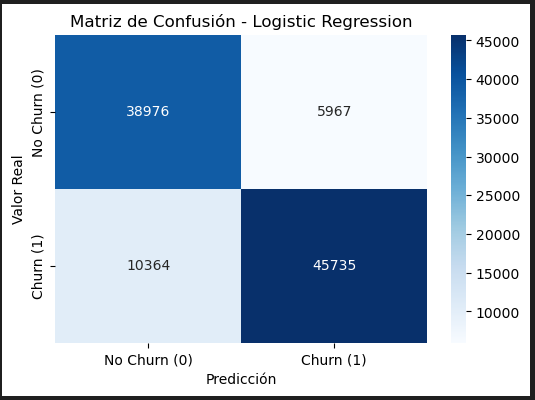 Matriz de Confusión - Logistic Regression
Valor Real
No Churn (0)
38976
5967
Churn (1)
10364
45735
No Churn (0)
Churn (1)
Predicción
45000
40000
35000
30000
25000
20000
15000
10000